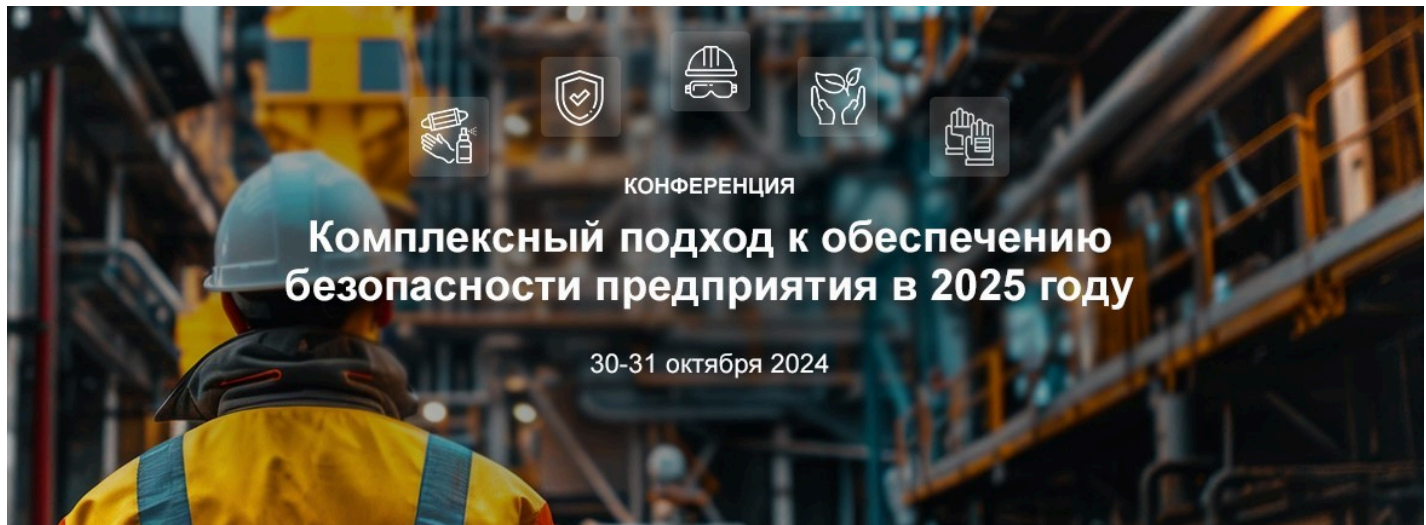 КОНФЕРЕНЦИЯ
Комплексный подход к обеспечению
безопасности предприятия в 2025 году
30-31 октября 2024